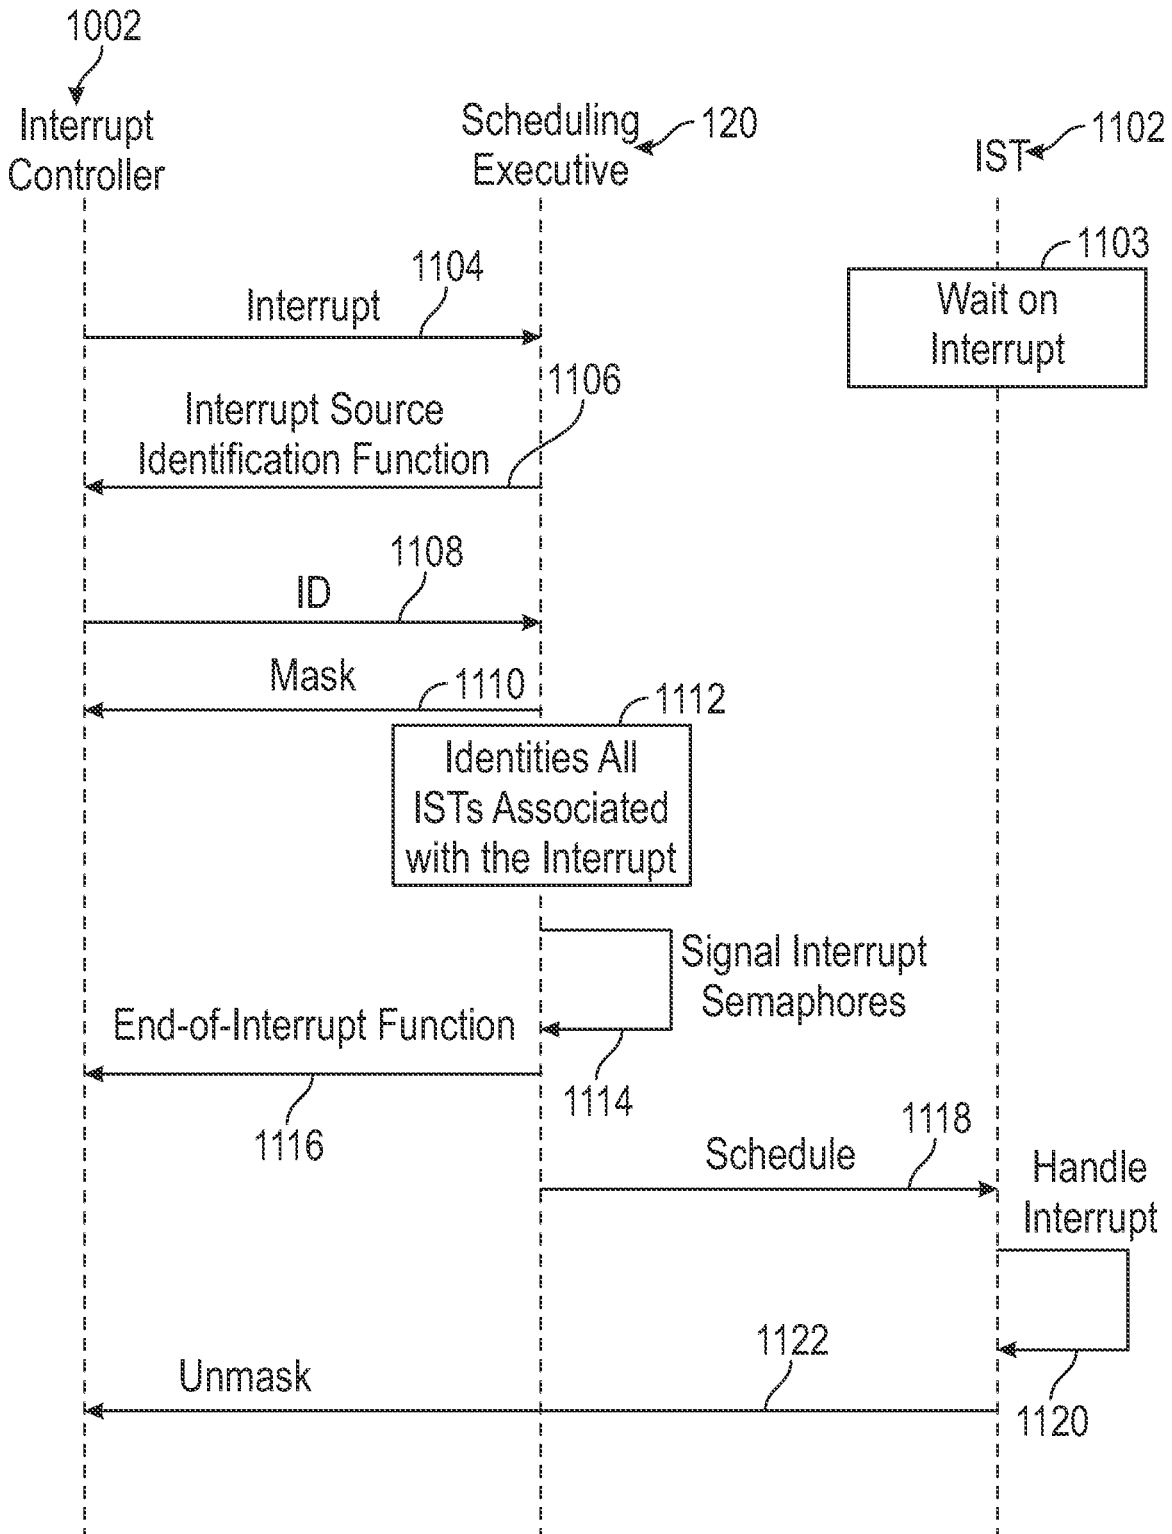 1002
Interrupt
Controller
Scheduling
Executive
120
IST
1102
1103
Wait on
Interrupt
1104
Interrupt
1106
Interrupt Source
Identification Function
1108
ID
Mask
1110
1112
Identities All
ISTs Associated
with the Interrupt
Signal Interrupt
Semaphores
End-of-Interrupt Function
1114
1116
1118
Schedule
Handle
Interrupt
1122
Unmask
1120